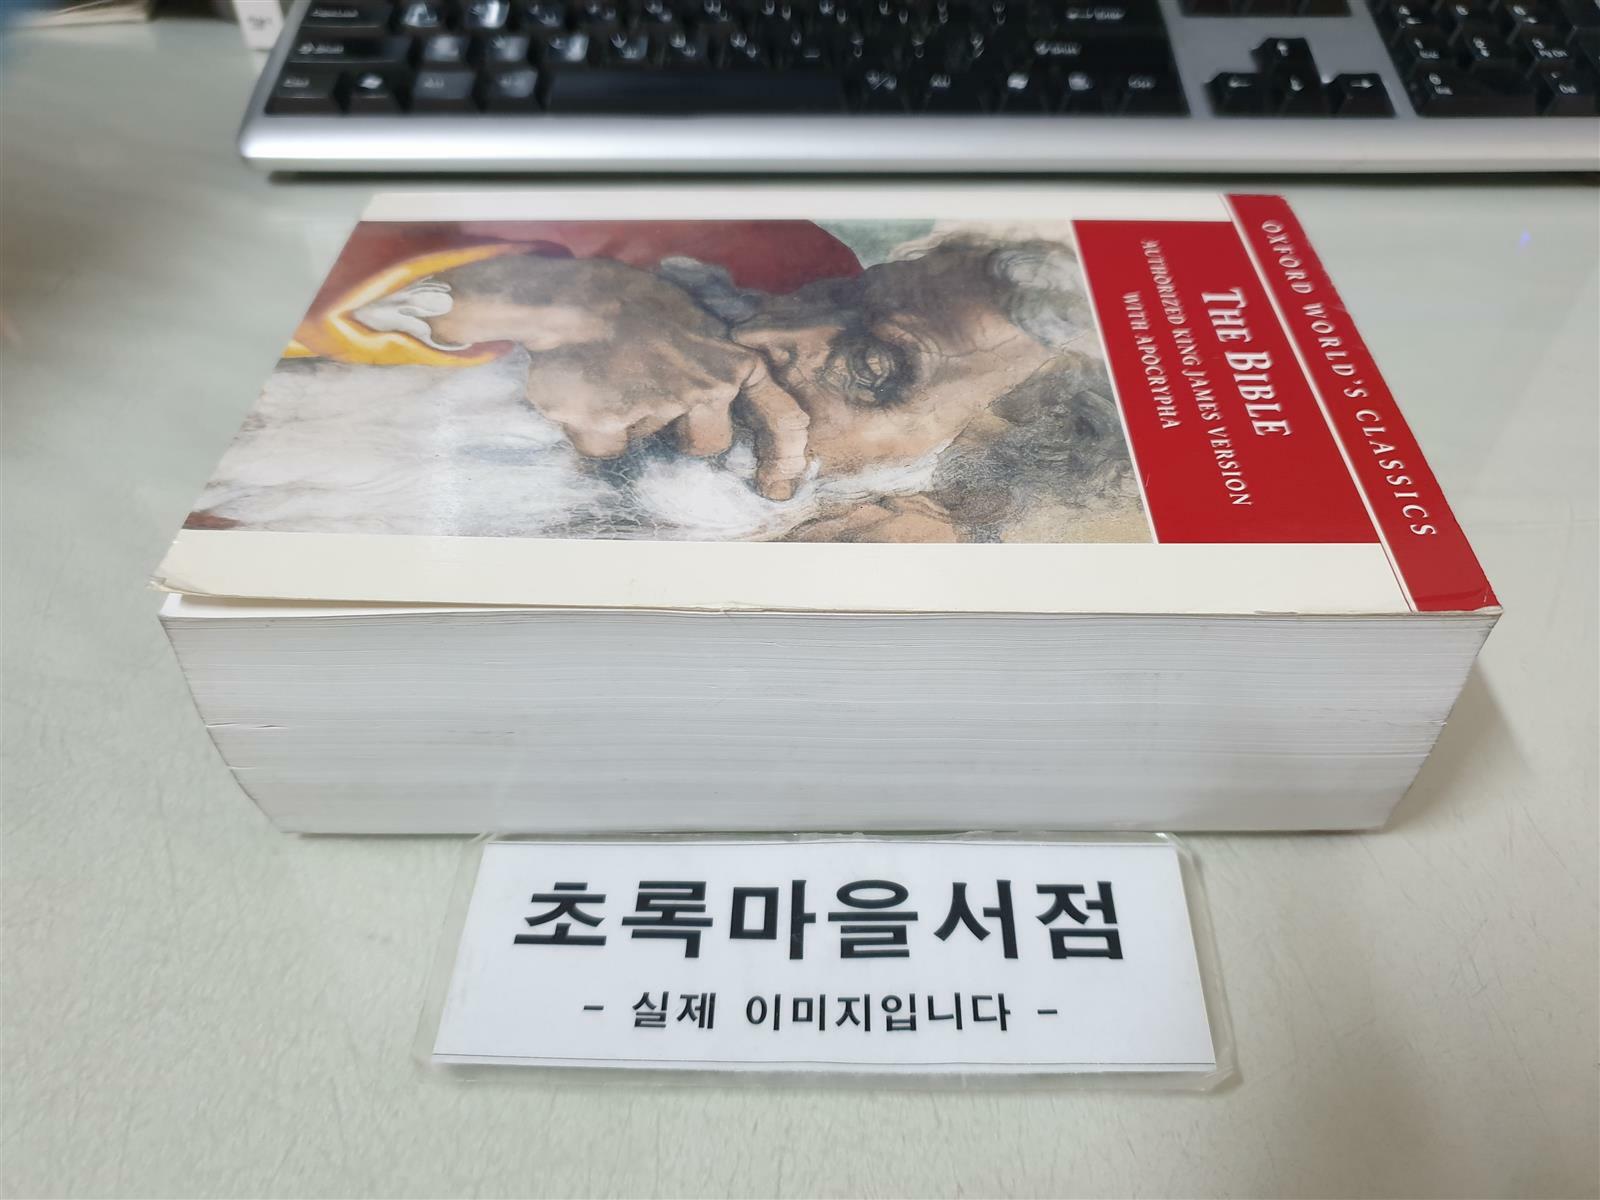 OXFORD WORLD'S CLASSICS
THE BIBLE
AUTHORIZED KING JAMES VERSION
WITH APOCRYPHA
초록마을서점
- 실제 이미지입니다 -